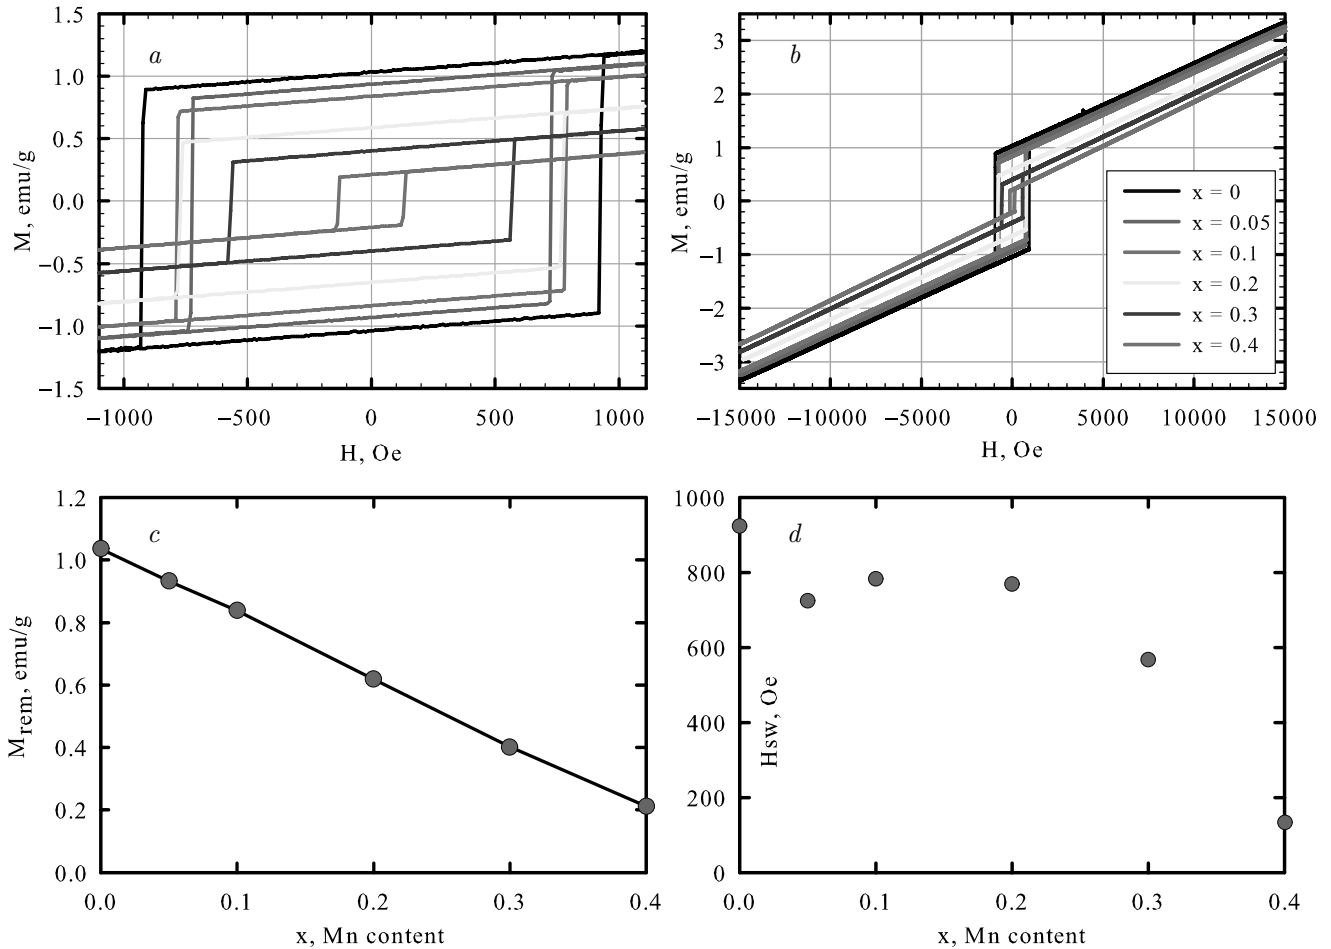 a
1.5
1.0
0.5
0.0
−0.5
−1.0
−1.5
M, emu/g
−1000
−500
0
500
1000
H, Oe
b
3
2
1
0
−1
−2
−3
M, emu/g
x = 0
x = 0.05
x = 0.1
x = 0.2
x = 0.3
x = 0.4
−15000
−10000
−5000
0
5000
10000
15000
H, Oe
c
1.2
1.0
0.8
0.6
0.4
0.2
0.0
Mrem, emu/g
0.0
0.1
0.2
0.3
0.4
x, Mn content
d
1000
800
600
400
200
0
Hsw, Oe
0.0
0.1
0.2
0.3
0.4
x, Mn content